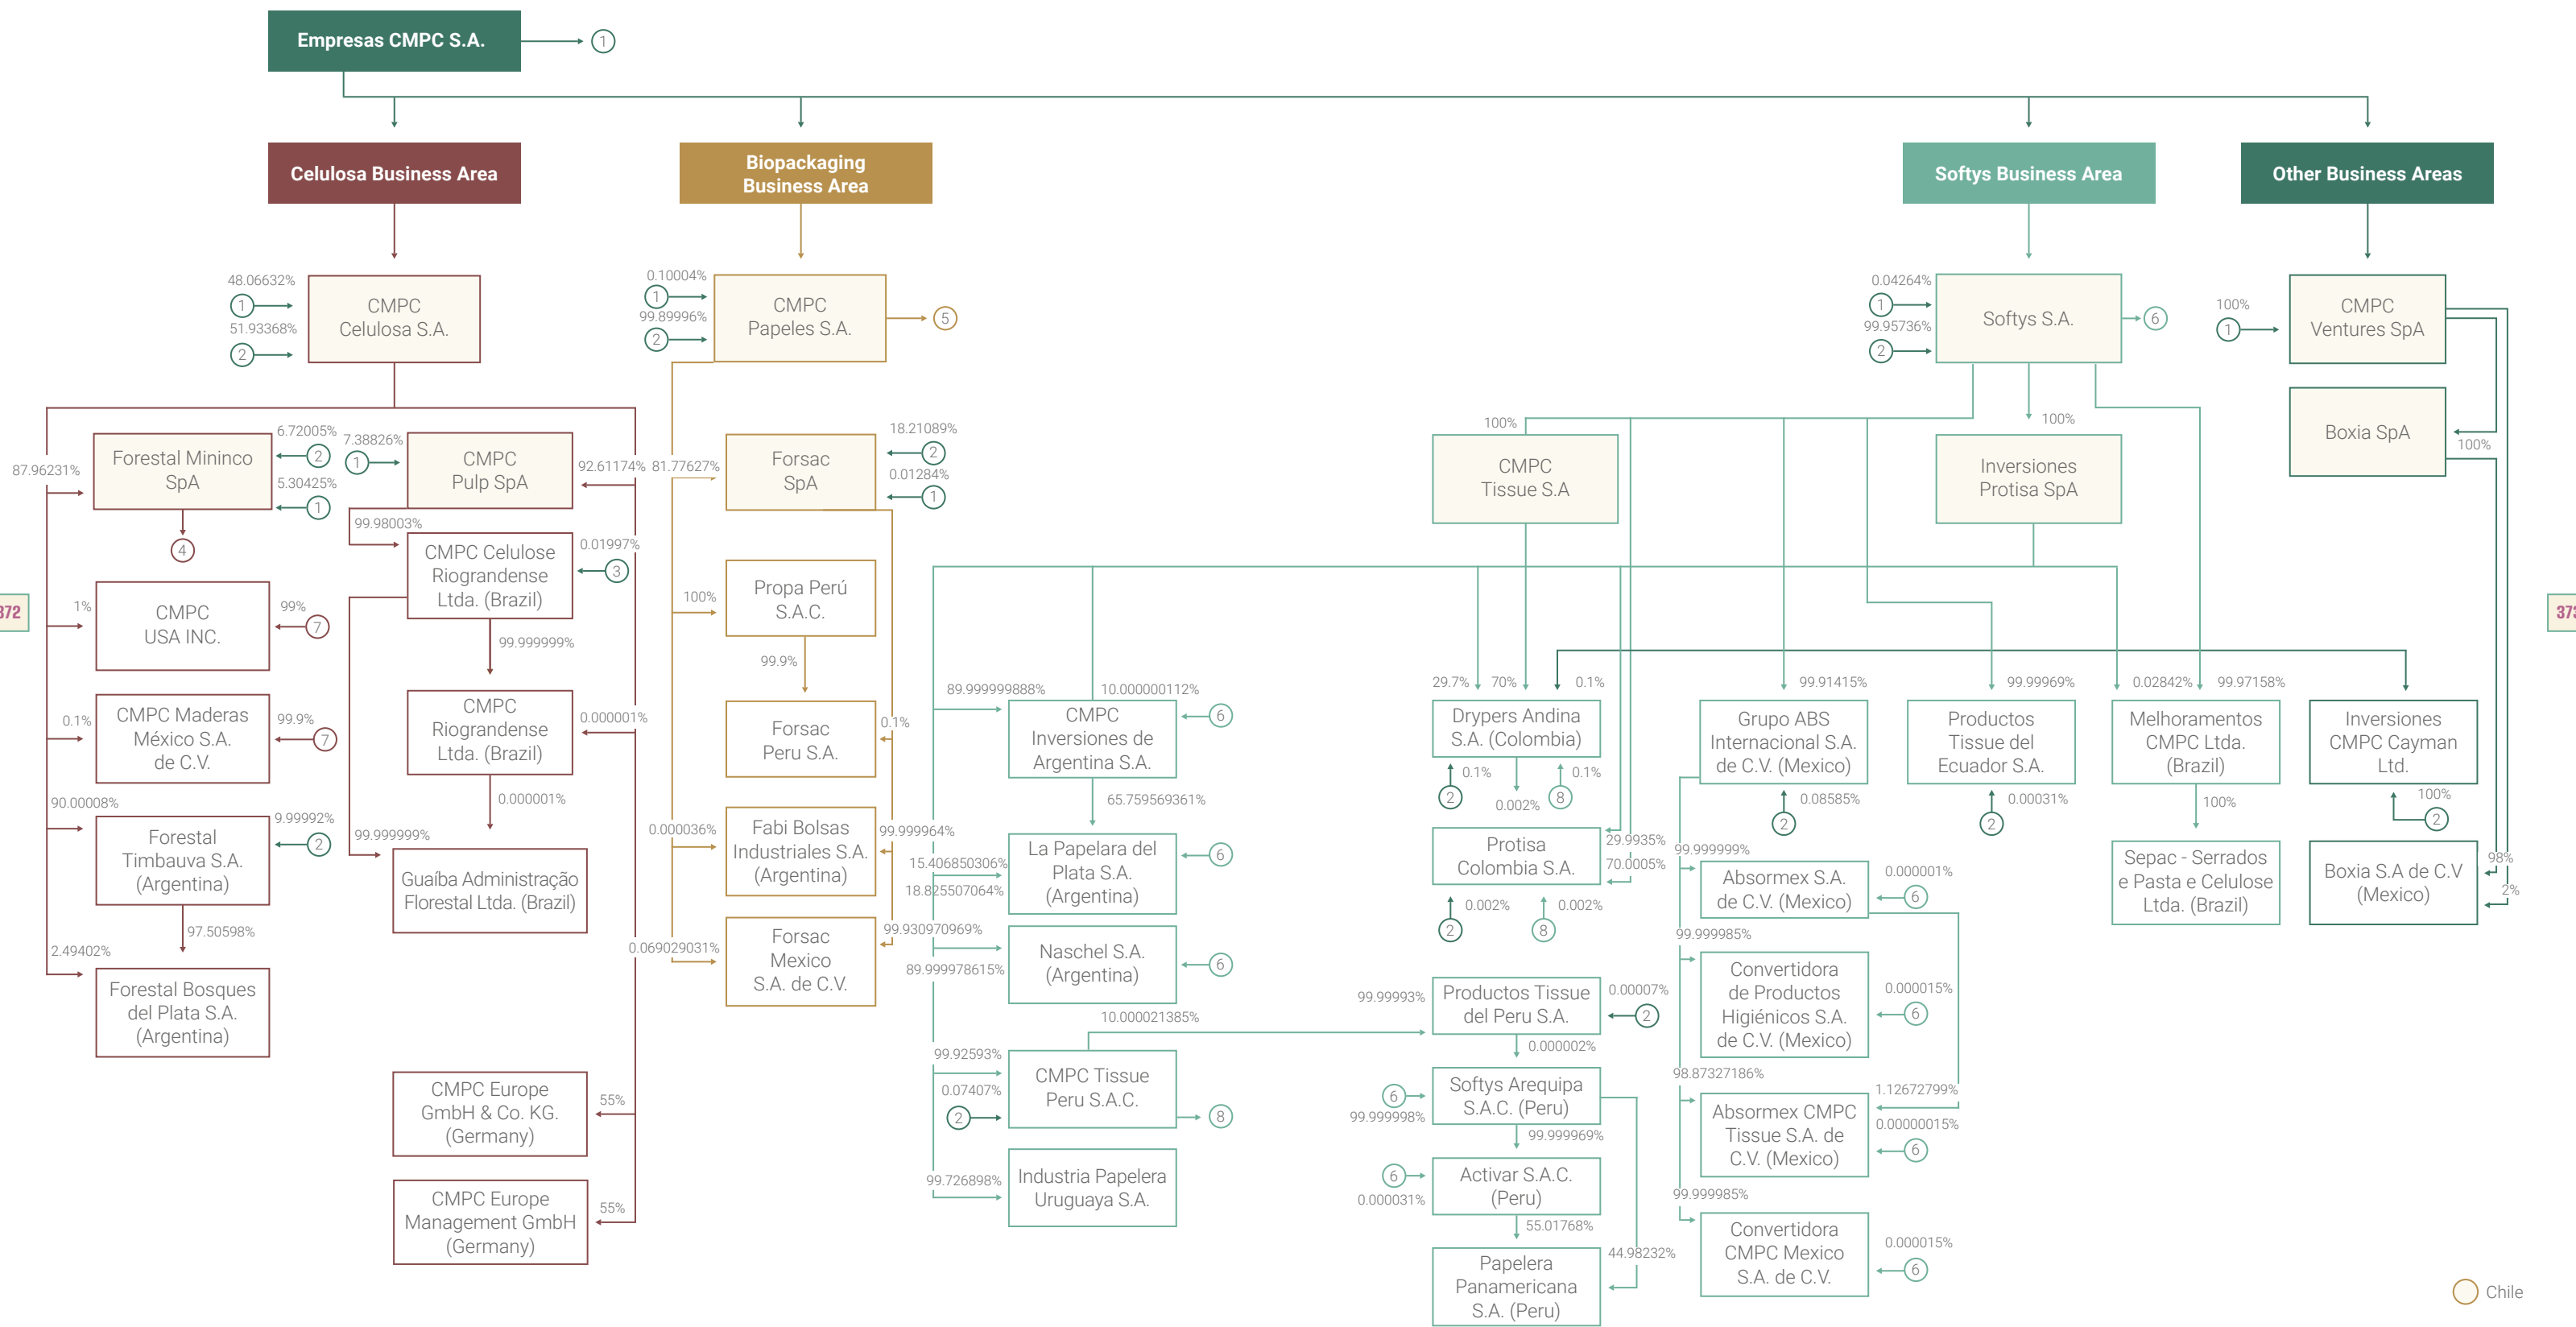 Empresas CMPC S.A.
1
Celulosa Business Area
Biopackaging
Business Area
Softys Business Area
Other Business Areas
48.06632%
1
51.93368%
2
CMPC
Celulosa S.A.
0.10004%
1
99.89996%
2
CMPC
Papeles S.A.
5
0.04264%
1
99.95736%
2
Softys S.A.
6
100%
1
CMPC
Ventures SpA
Boxia SpA
100%
87.96231%
Forestal Mininco
SpA
6.72005%
2
5.30425%
1
4
7.38826%
1
CMPC
Pulp SpA
92.61174%
99.98003%
CMPC Celulose
Riograndense
Ltda. (Brazil)
0.01997%
3
99.999999%
1%
CMPC
USA INC.
99%
7
372
0.1%
CMPC Maderas
México S.A.
de C.V.
99.9%
7
CMPC
Riograndense
Ltda. (Brazil)
0.000001%
0.000001%
90.00008%
Forestal
Timbauva S.A.
(Argentina)
9.99992%
2
97.50598%
99.999999%
Guaíba Administração
Florestal Ltda. (Brazil)
2.49402%
Forestal Bosques
del Plata S.A.
(Argentina)
CMPC Europe
GmbH & Co. KG.
(Germany)
55%
CMPC Europe
Management GmbH
(Germany)
55%
81.77627%
Forsac
SpA
18.21089%
2
0.01284%
1
100%
Propa Perú
S.A.C.
99.9%
Forsac
Peru S.A.
0.1%
0.000036%
Fabi Bolsas
Industriales S.A.
(Argentina)
99.999964%
0.069029031%
Forsac
Mexico
S.A. de C.V.
99.930970969%
100%
CMPC
Tissue S.A
100%
Inversiones
Protisa SpA
89.999999888%
10.000000112%
CMPC
Inversiones de
Argentina S.A.
6
65.759569361%
15.406850306%
18.825507064%
La Papelara del
Plata S.A.
(Argentina)
6
89.999978615%
Naschel S.A.
(Argentina)
6
10.000021385%
99.92593%
0.07407%
2
CMPC Tissue
Peru S.A.C.
8
99.726898%
Industria Papelera
Uruguaya S.A.
29.7%
70%
0.1%
Drypers Andina
S.A. (Colombia)
2
0.1%
0.002%
8
0.1%
Protisa
Colombia S.A.
29.9935%
70.0005%
2
0.002%
8
0.002%
99.99993%
Productos Tissue
del Peru S.A.
0.00007%
2
0.000002%
6
99.999998%
Softys Arequipa
S.A.C. (Peru)
99.999969%
6
0.000031%
Activar S.A.C.
(Peru)
55.01768%
44.98232%
Papelera
Panamericana
S.A. (Peru)
99.91415%
Grupo ABS
Internacional S.A.
de C.V. (Mexico)
2
0.08585%
99.999999%
Absormex S.A.
de C.V. (Mexico)
0.000001%
6
99.999985%
Convertidora
de Productos
Higiénicos S.A.
de C.V. (Mexico)
0.000015%
6
98.87327186%
Absormex CMPC
Tissue S.A. de
C.V. (Mexico)
1.12672799%
0.00000015%
6
99.999985%
Convertidora
CMPC Mexico
S.A. de C.V.
0.000015%
6
99.99969%
Productos
Tissue del
Ecuador S.A.
2
0.00031%
0.02842%
99.97158%
Melhoramentos
CMPC Ltda.
(Brazil)
100%
Sepac - Serrados
e Pasta e Celulose
Ltda. (Brazil)
Inversiones
CMPC Cayman
Ltd.
100%
2
Boxia S.A de C.V
(Mexico)
98%
2%
Chile